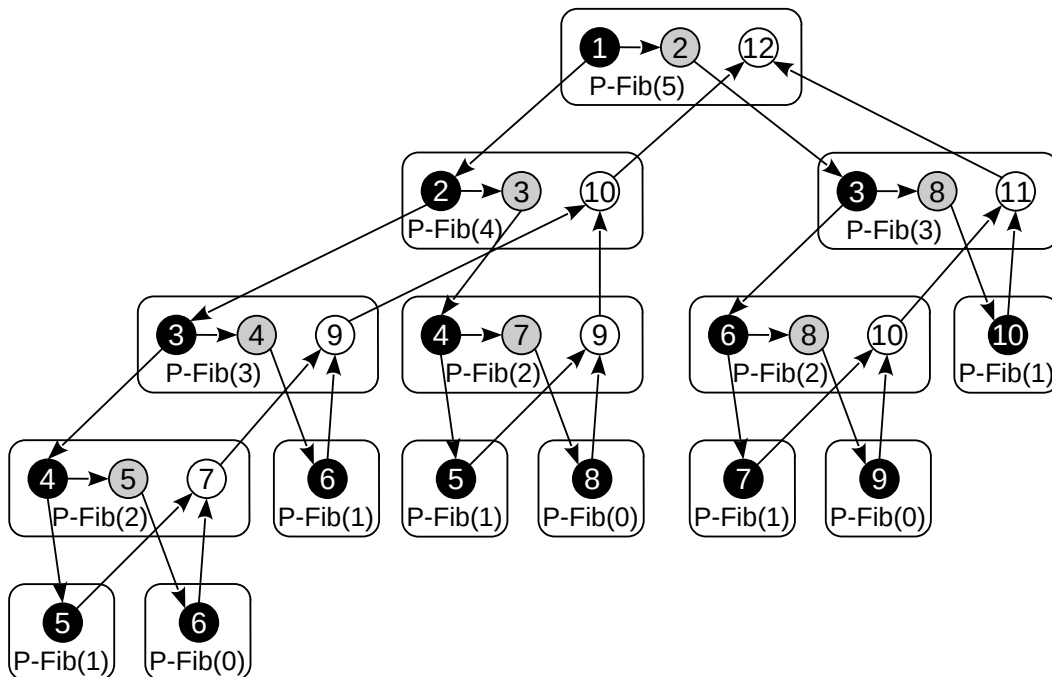 1 2 12
P-Fib(5)
2 3 10
P-Fib(4)
3 8 11
P-Fib(3)
3 4 9
P-Fib(3)
4 7 9
P-Fib(2)
6 8 10
P-Fib(2)
10
P-Fib(1)
4 5 7
P-Fib(2)
6
P-Fib(1)
5
P-Fib(1)
8
P-Fib(0)
7
P-Fib(1)
9
P-Fib(0)
5
P-Fib(1)
6
P-Fib(0)